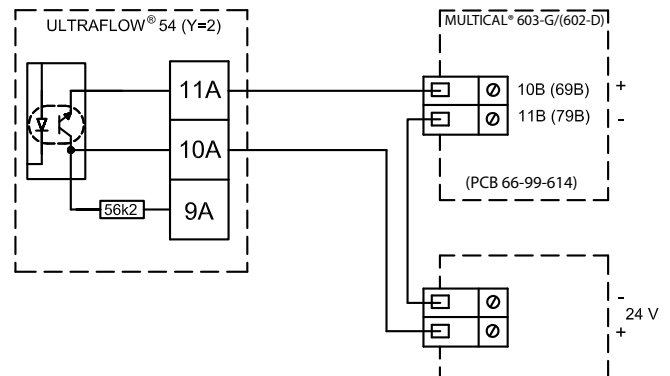 ULTRAFLOW® 54 (Y=2)
11A
10A
9A
56k2
MULTICAL® 603-G/(602-D)
10B (69B) +
11B (79B) -
(PCB 66-99-614)
-
24 V
+